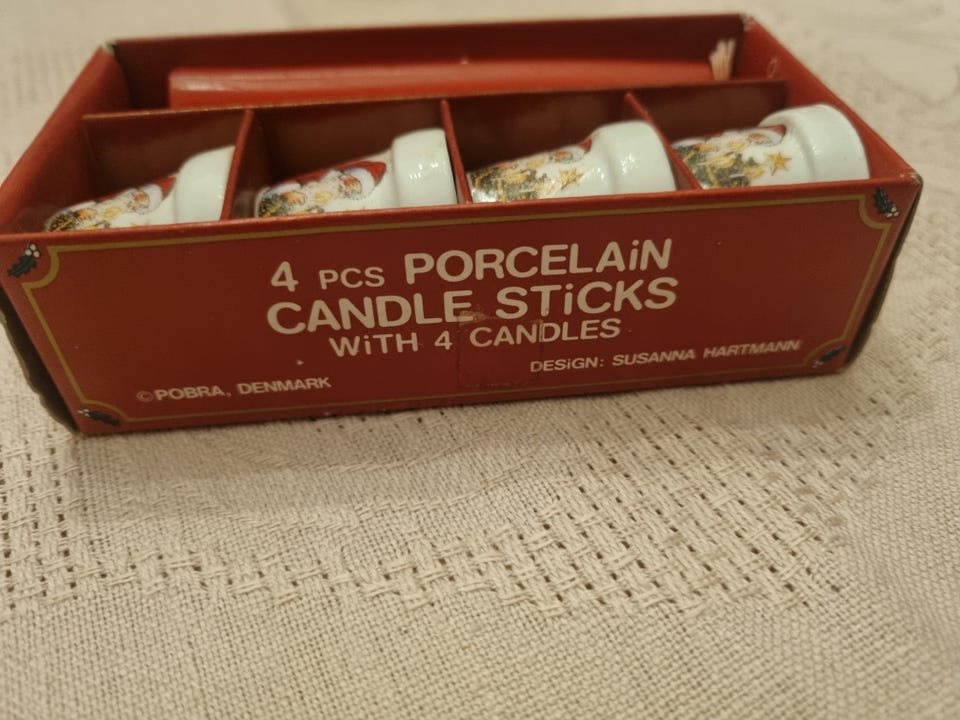 4 PCS PORCELAiN
CANDLE STiCKS
WiTH 4 CANDLES
DESiGN: SUSANNA HARTMANN
©POBRA, DENMARK